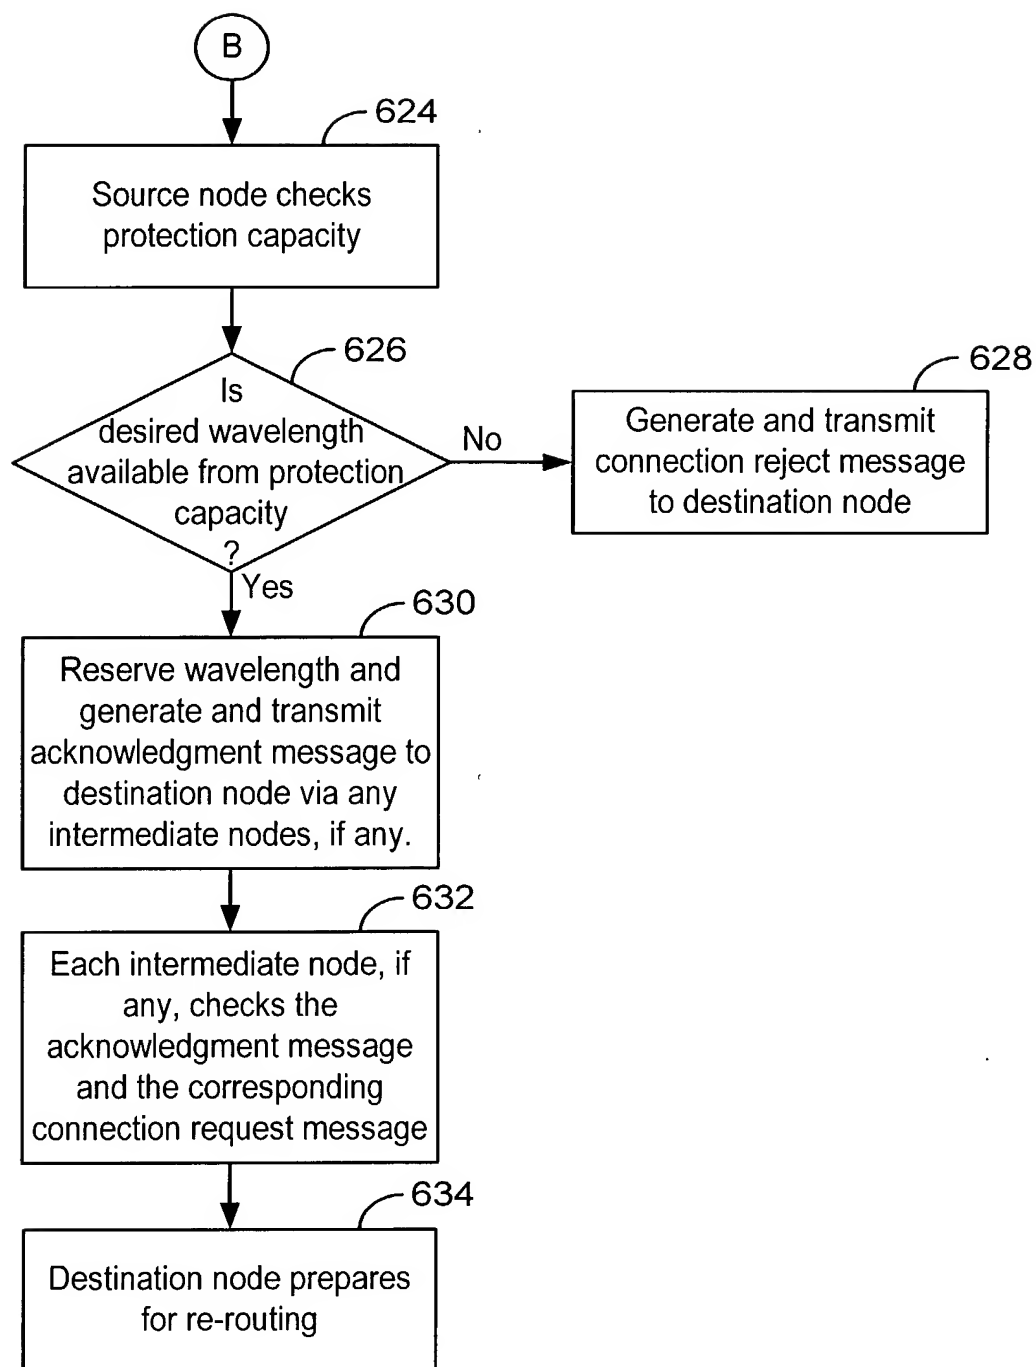 B
624
Source node checks
protection capacity
626
Is
desired wavelength
available from protection
capacity
?
No
628
Generate and transmit
connection reject message
to destination node
Yes
630
Reserve wavelength and
generate and transmit
acknowledgment message to
destination node via any
intermediate nodes, if any.
632
Each intermediate node, if
any, checks the
acknowledgment message
and the corresponding
connection request message
634
Destination node prepares
for re-routing